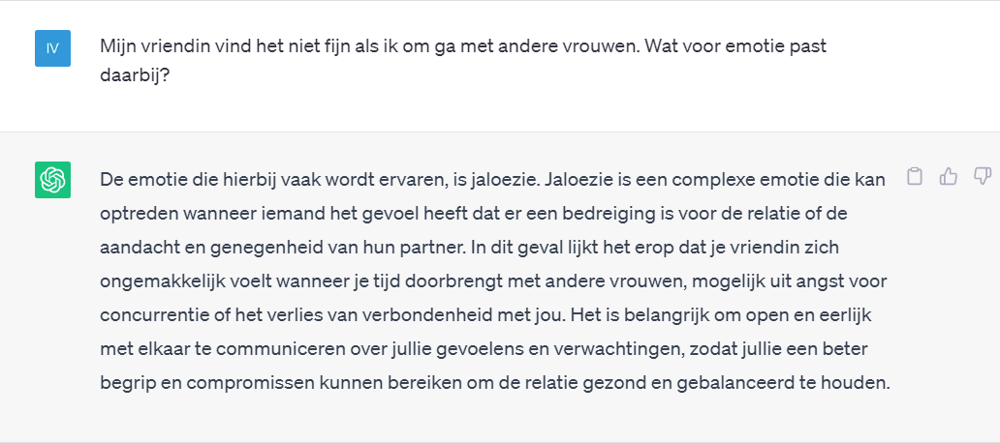 IV
Mijn vriendin vind het niet fijn als ik om ga met andere vrouwen. Wat voor emotie past
daarbij?
De emotie die hierbij vaak wordt ervaren, is jaloezie. Jaloezie is een complexe emotie die kan
optreden wanneer iemand het gevoel heeft dat er een bedreiging is voor de relatie of de
aandacht en genegenheid van hun partner. In dit geval lijkt het erop dat je vriendin zich
ongemakkelijk voelt wanneer je tijd doorbrengt met andere vrouwen, mogelijk uit angst voor
concurrentie of het verlies van verbondenheid met jou. Het is belangrijk om open en eerlijk
met elkaar te communiceren over jullie gevoelens en verwachtingen, zodat jullie een beter
begrip en compromissen kunnen bereiken om de relatie gezond en gebalanceerd te houden.